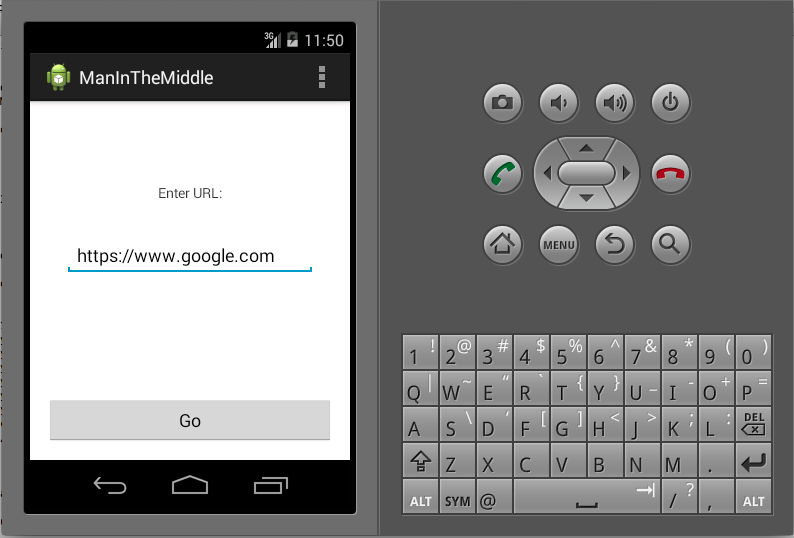 3G 11:50
ManInTheMiddle
Enter URL:
https://www.google.com
Go
MENU
1 ! 2 @ 3 # 4 $ 5 % 6 ^ 7 & 8 * 9 ( 0 )
Q | W ~ E “ R ` T { Y } U _ I - O + P =
A S \ D ‘ F [ G ] H < J > K ; L : DEL
Z X C V B N M .
ALT SYM @ / ? , ALT